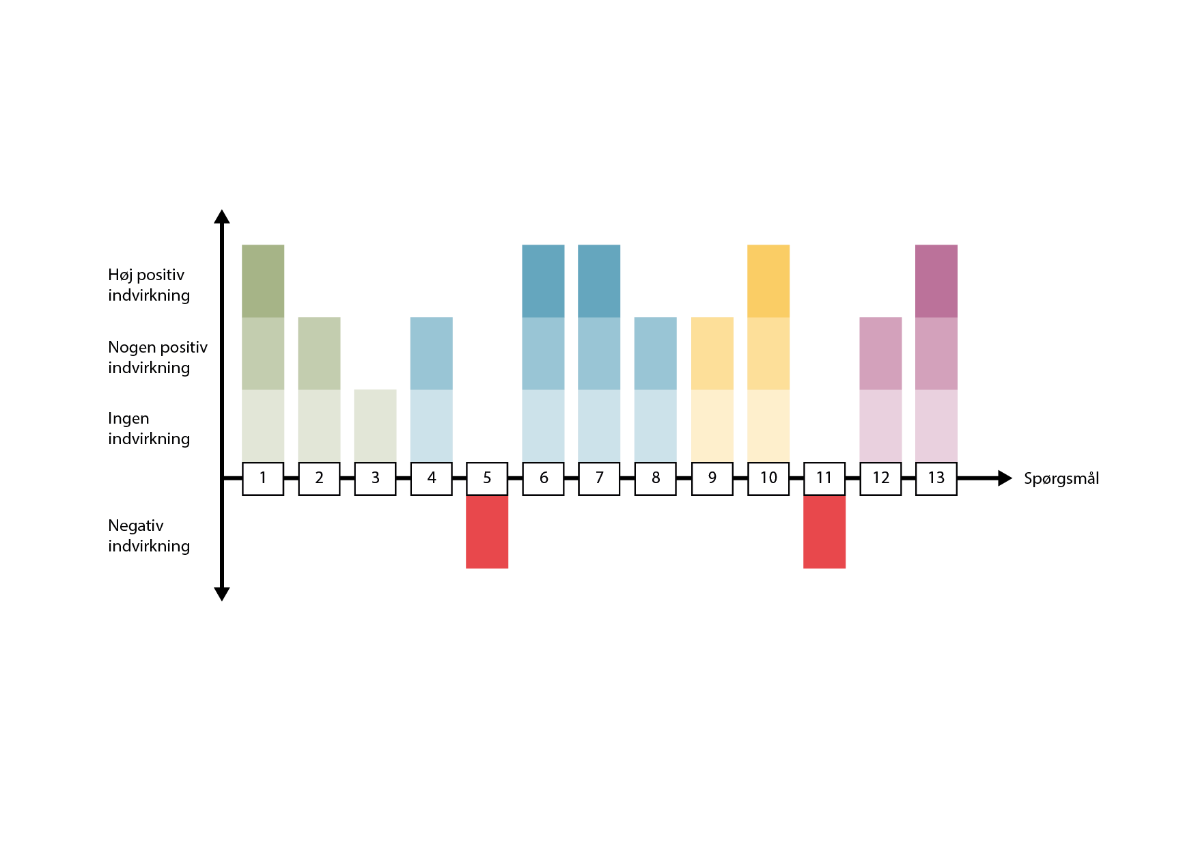 Høj positiv
indvirkning
Nogen positiv
indvirkning
Ingen
indvirkning
1 2 3 4 5 6 7 8 9 10 11 12 13
Spørgsmål
Negativ
indvirkning